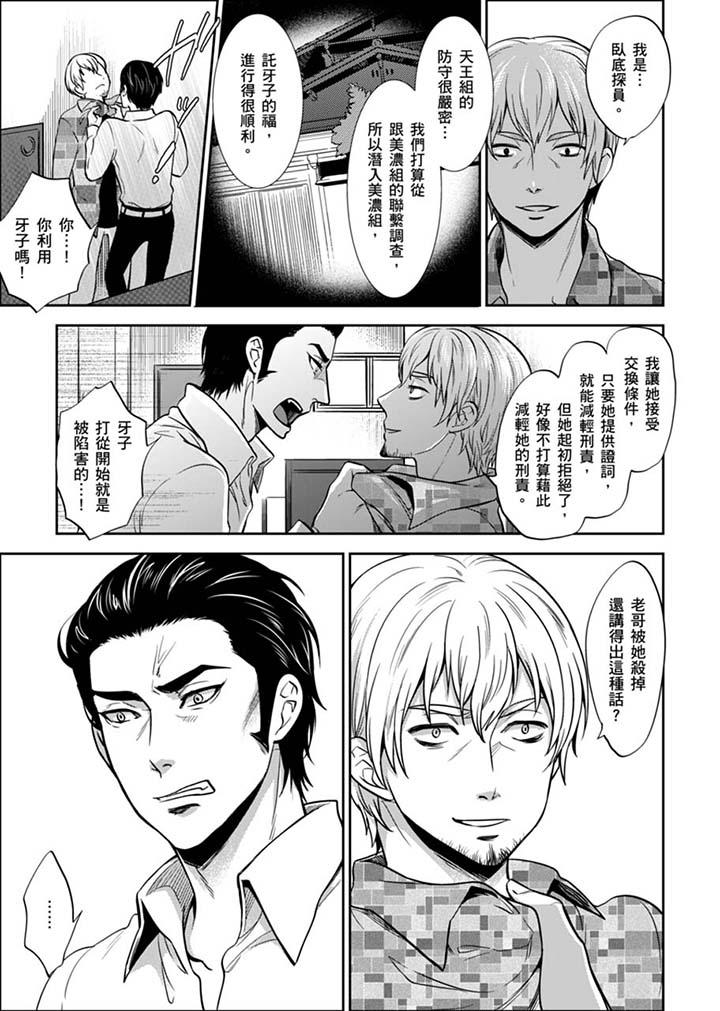 我是…
臥底探員。
天王組的
防守很嚴密…
我們打算從
跟美濃組的聯繫調查，
所以潛入美濃組，
託牙子的福，
進行得很順利。
你…！
你利用
牙子嗎！
我讓她接受
交換條件，
只要她提供證詞，
就能減輕刑責，
但她起初拒絕了，
好像不打算藉此
減輕她的刑責。
牙子
打從開始就是
被陷害的…！
老哥被她殺掉
還講得出這種話？
……